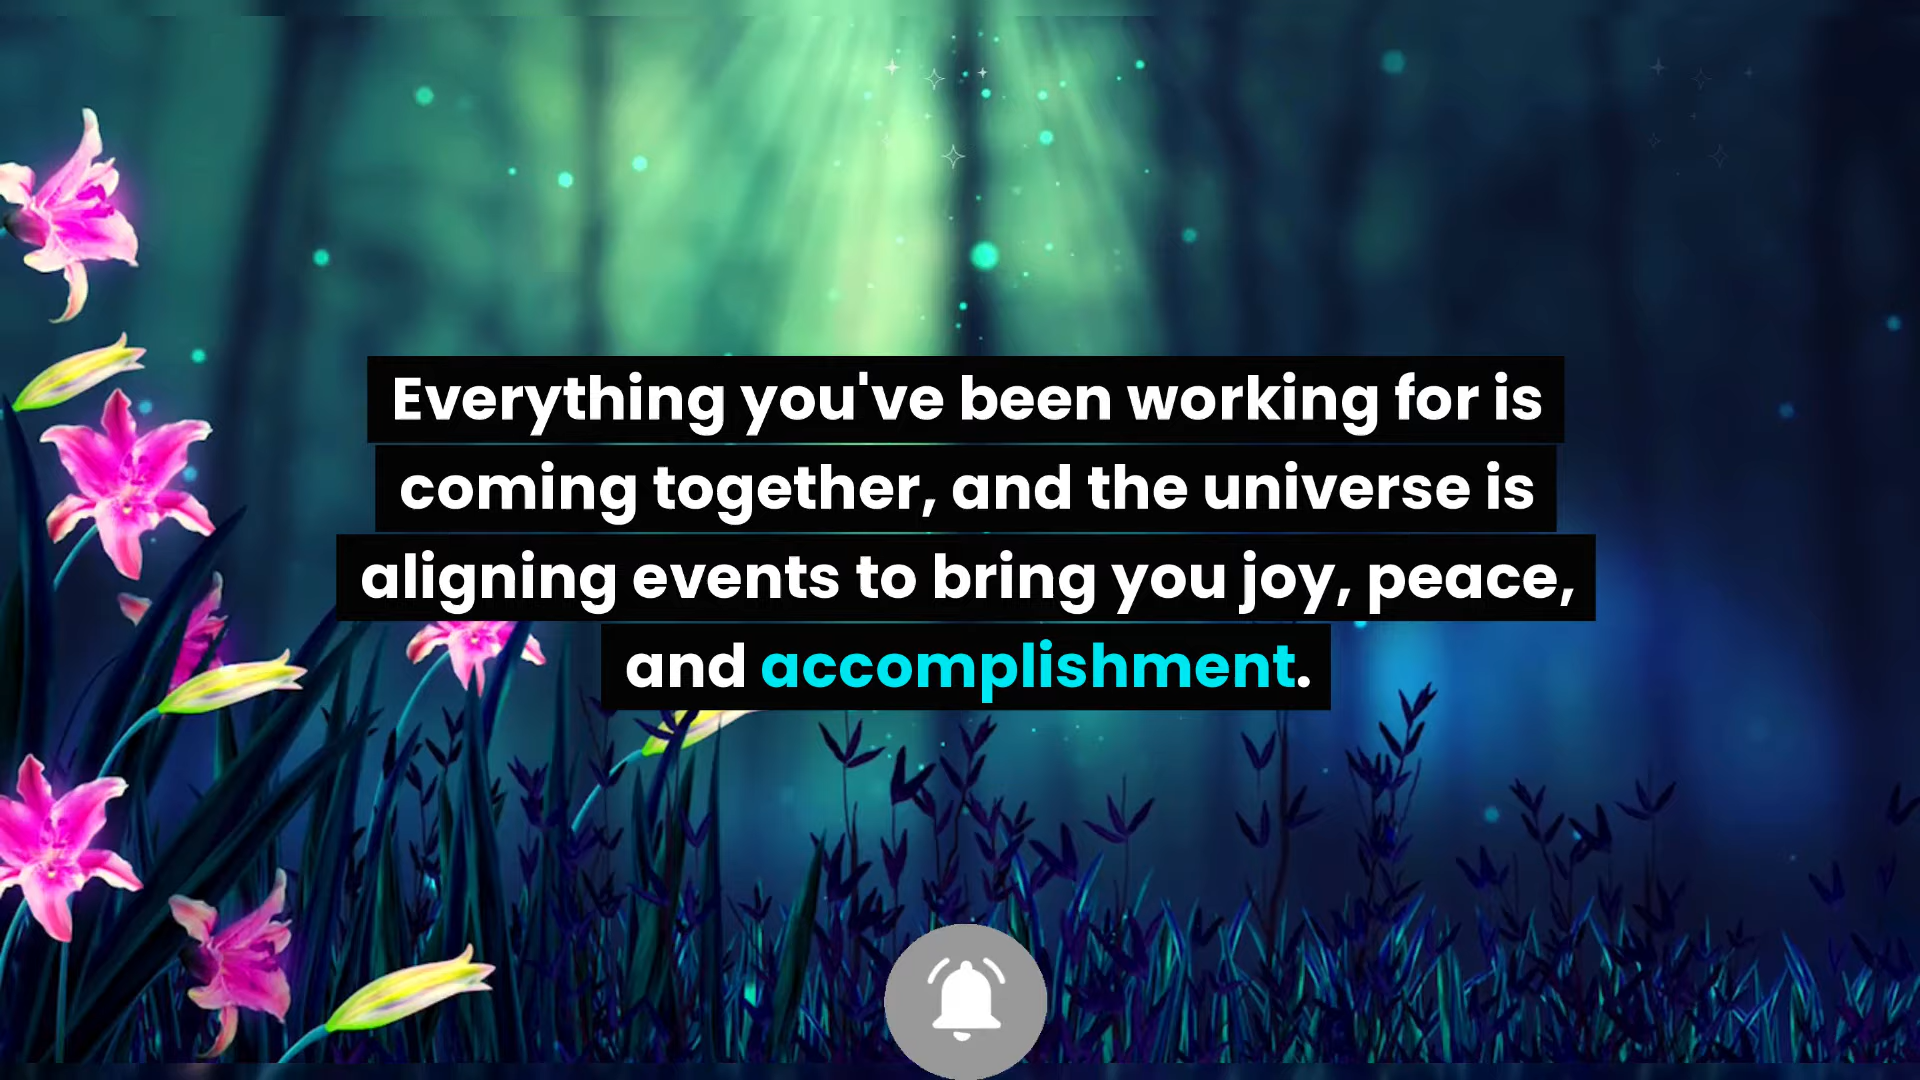 Everything you've been working for is
coming together, and the universe is
aligning events to bring you joy, peace,
and accomplishment.